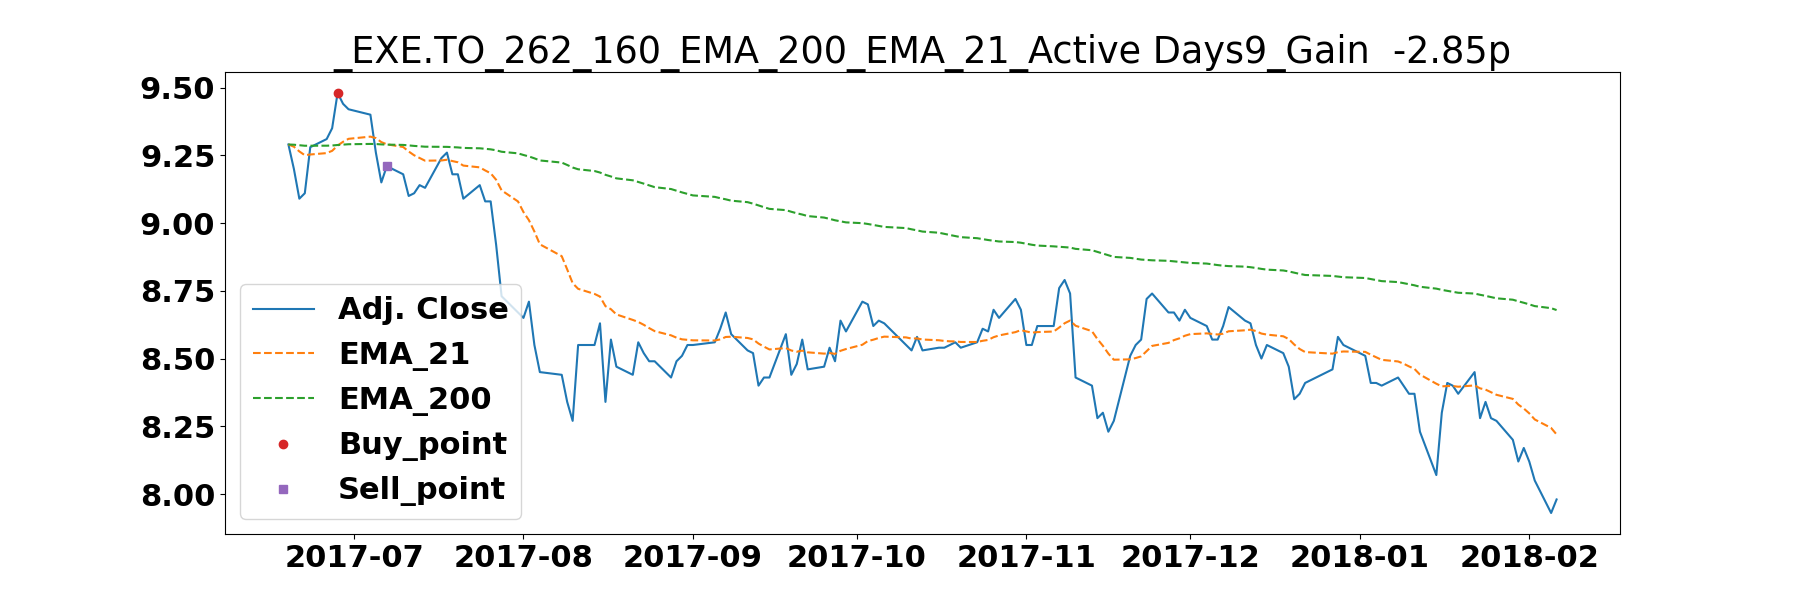 _EXE.TO_262_160_EMA_200_EMA_21_Active Days9_Gain  -2.85p
9.50
9.25
9.00
8.75
8.50
8.25
8.00
Adj. Close
EMA_21
EMA_200
Buy_point
Sell_point
2017-07 2017-08 2017-09 2017-10 2017-11 2017-12 2018-01 2018-02